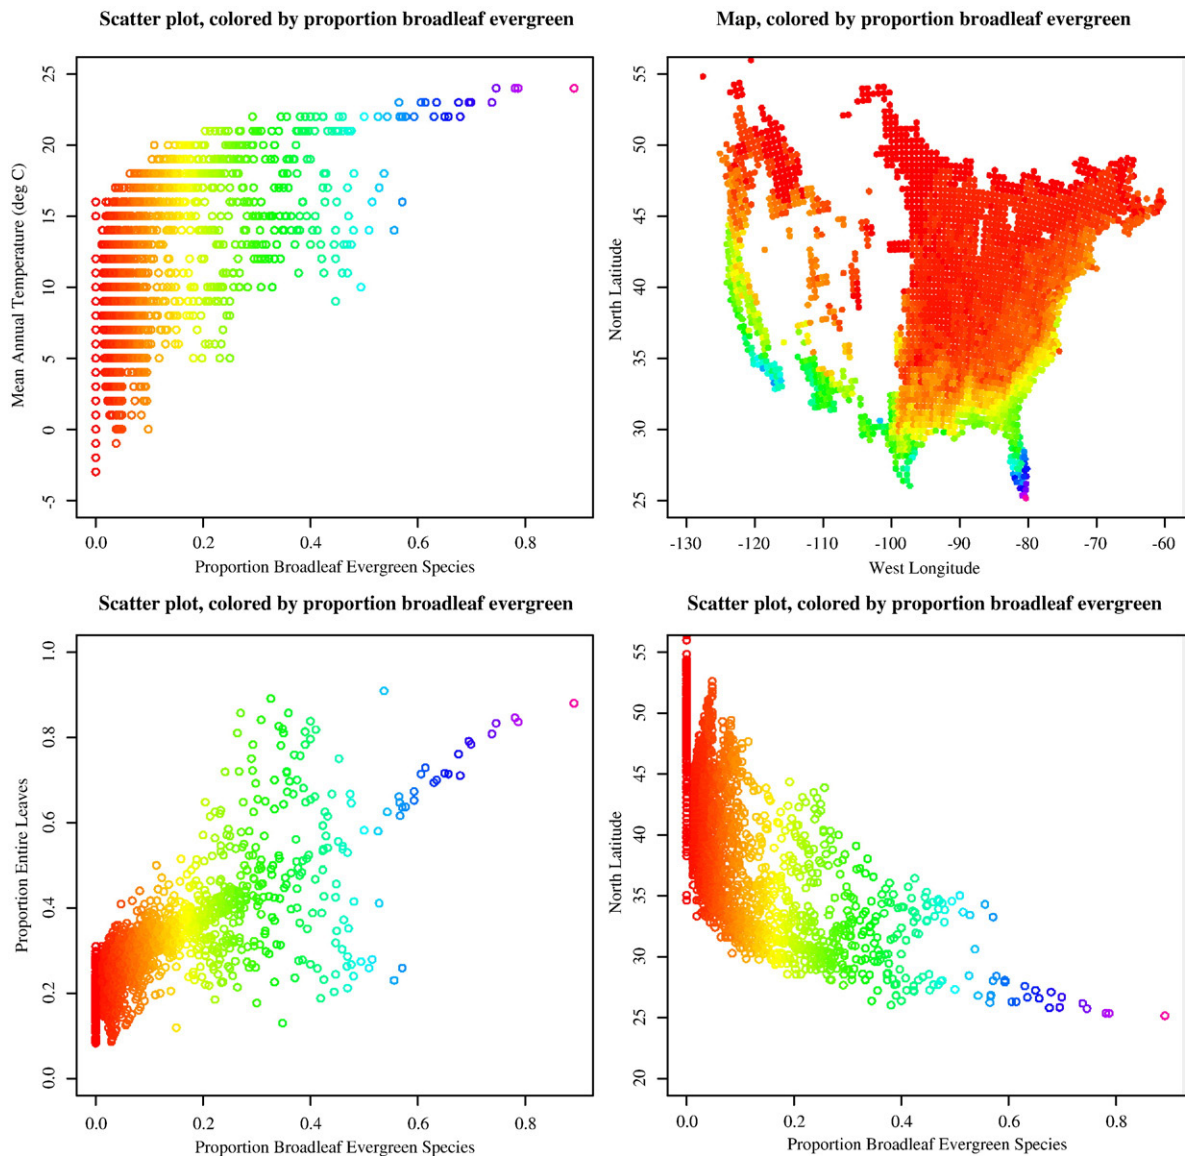 Scatter plot, colored by proportion broadleaf evergreen
Mean Annual Temperature (deg C)
25
20
15
10
5
0
-5
0.0 0.2 0.4 0.6 0.8
Proportion Broadleaf Evergreen Species
Map, colored by proportion broadleaf evergreen
North Latitude
55
50
45
40
35
30
25
-130 -120 -110 -100 -90 -80 -70 -60
West Longitude
Scatter plot, colored by proportion broadleaf evergreen
Proportion Entire Leaves
1.0
0.8
0.6
0.4
0.2
0.0
0.0 0.2 0.4 0.6 0.8
Proportion Broadleaf Evergreen Species
Scatter plot, colored by proportion broadleaf evergreen
North Latitude
55
50
45
40
35
30
25
20
0.0 0.2 0.4 0.6 0.8
Proportion Broadleaf Evergreen Species